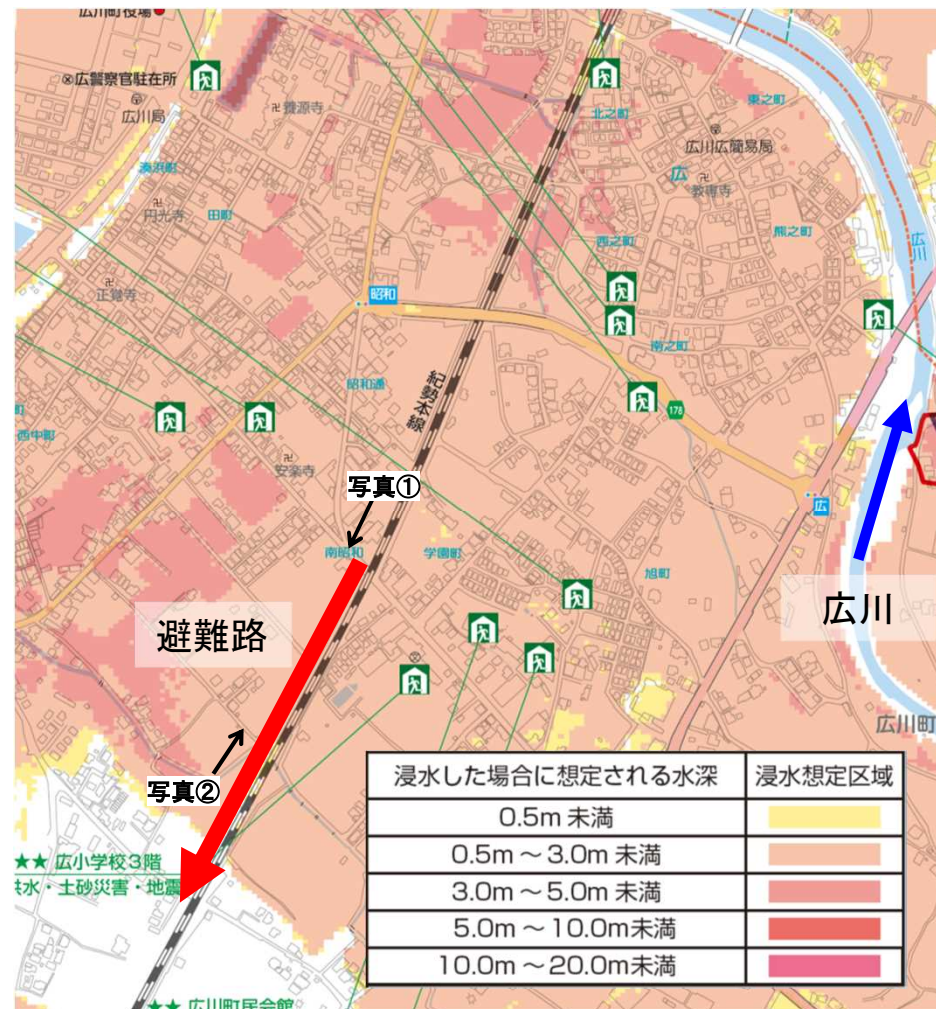 広川町役場
広警察官駐在所
広川局
養源寺
湊浜町
円光寺
田町
正覚寺
北之町
東之町
広川広簡易局
広
教専寺
西之町
熊之町
広川
昭和
南之町
昭和通
紀勢本線
178
西中町
安楽寺
写真①
広
南昭和
学園町
旭町
避難路
広川
写真②
広川町
浸水した場合に想定される水深 浸水想定区域
0.5m 未満
0.5m ～ 3.0m 未満
3.0m ～ 5.0m 未満
5.0m ～ 10.0m未満
10.0m ～ 20.0m未満
★★ 広小学校3階
洪水・土砂災害・地震
★★ 広川町民会館